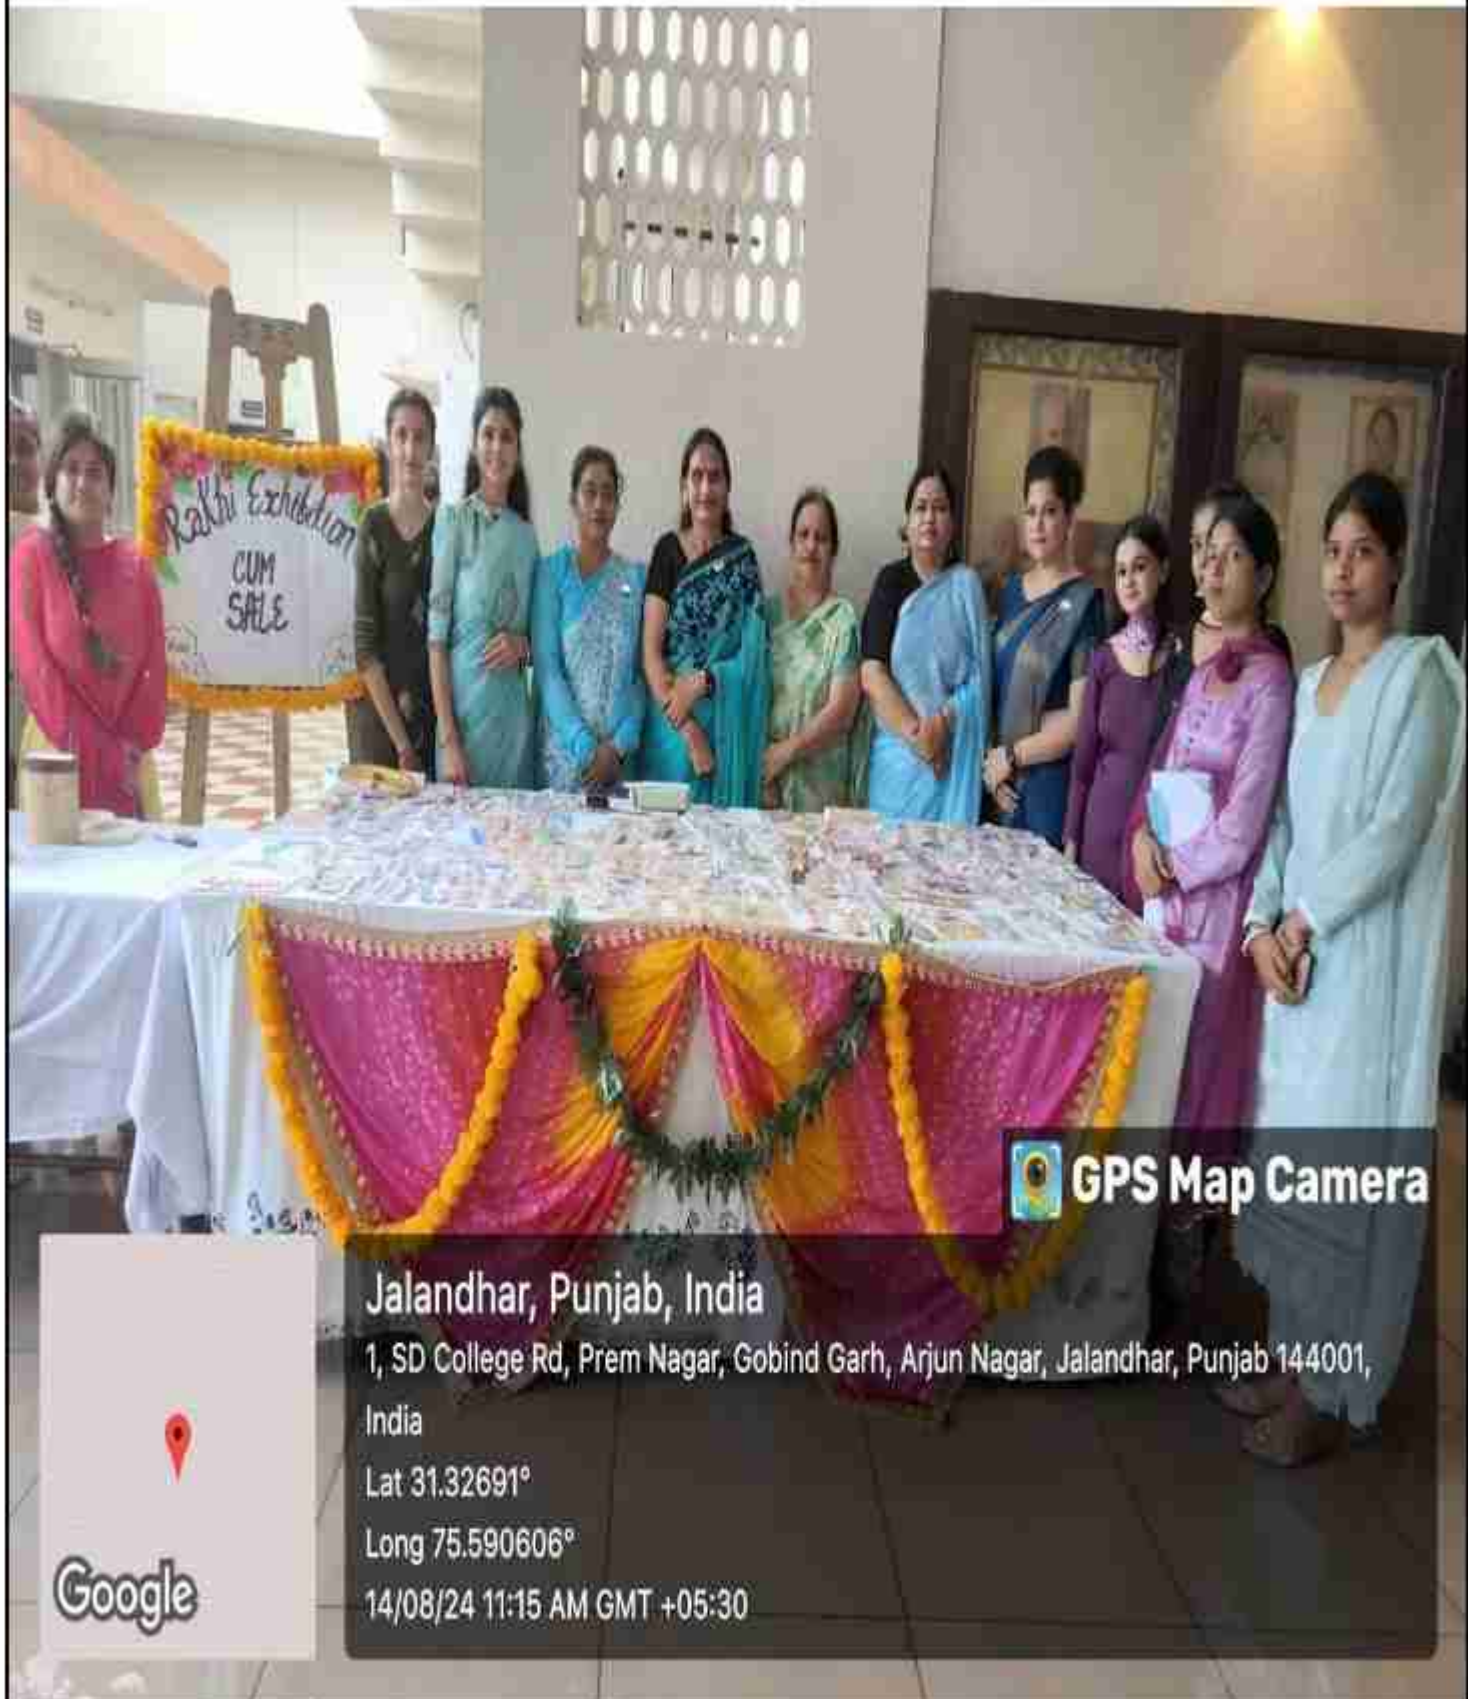 Rakhi Exhibition
CUM
SALE
GPS Map Camera
Jalandhar, Punjab, India
1, SD College Rd, Prem Nagar, Gobind Garh, Arjun Nagar, Jalandhar, Punjab 144001,
India
Lat 31.32691°
Long 75.590606°
14/08/24 11:15 AM GMT +05:30
Google